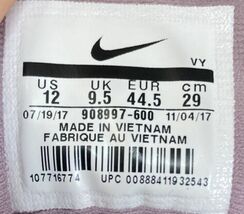 VY
US UK EUR cm
12 9.5 44.5 29
07/19/17 908997-600 11/04/17
MADE IN VIETNAM
FABRIQUE AU VIETNAM
107716774 UPC 00888411932543